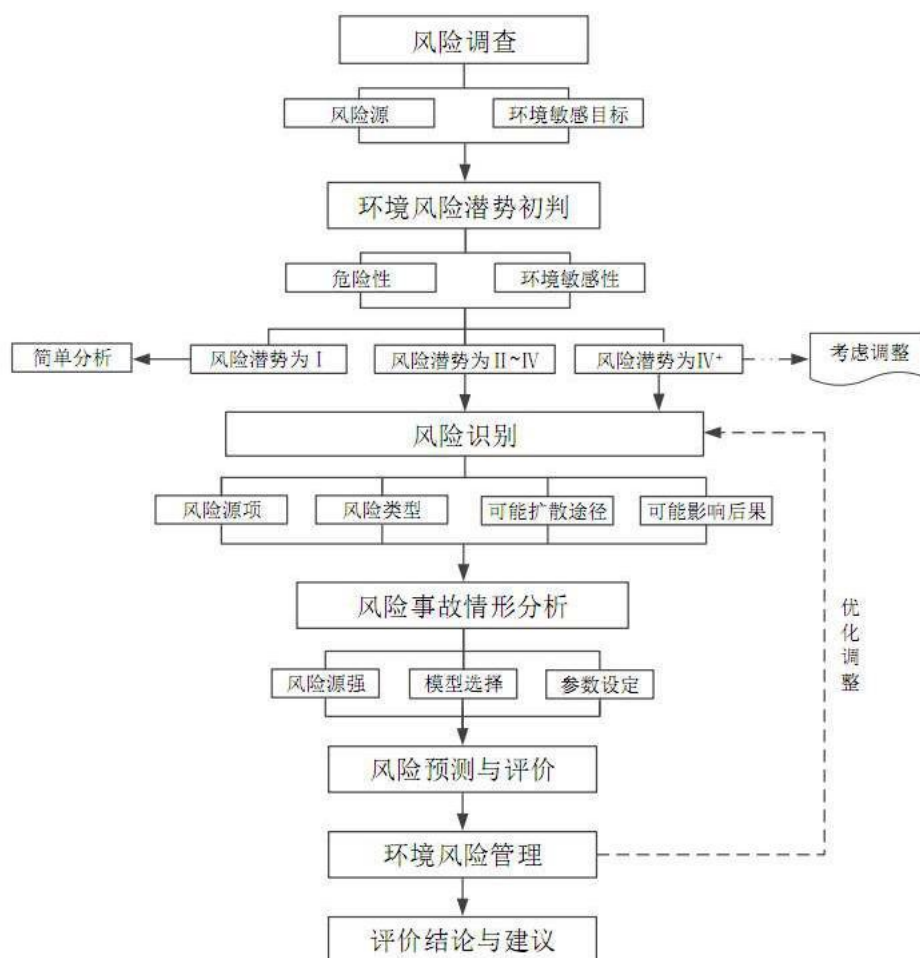 风险调查
风险源
环境敏感目标
环境风险潜势初判
危险性
环境敏感性
简单分析
风险潜势为Ⅰ
风险潜势为Ⅱ~Ⅳ
风险潜势为Ⅳ⁺
考虑调整
风险识别
风险源项
风险类型
可能扩散途径
可能影响后果
风险事故情形分析
风险源强
模型选择
参数设定
优化调整
风险预测与评价
环境风险管理
评价结论与建议